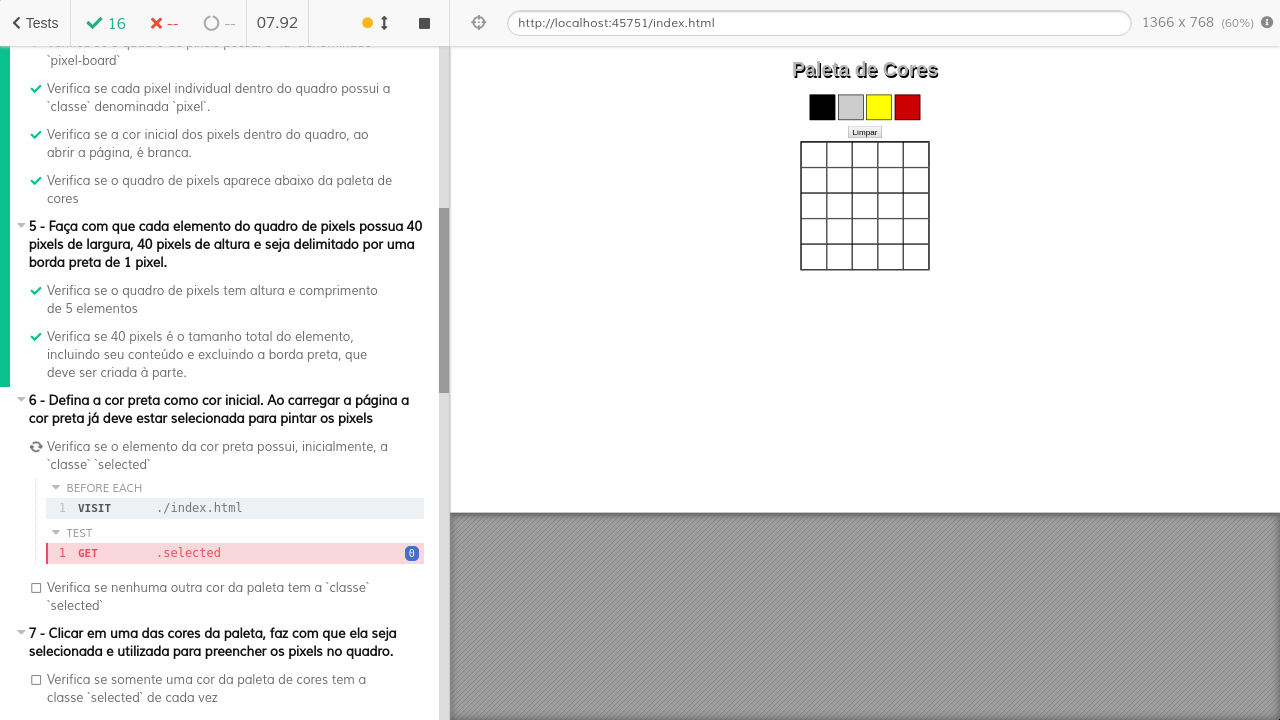 Tests
16
--
--
07.92
http://localhost:45751/index.html
1366 x 768 (60%)
`pixel-board`
Verifica se cada pixel individual dentro do quadro possui a
`classe` denominada `pixel`.
Verifica se a cor inicial dos pixels dentro do quadro, ao
abrir a página, é branca.
Verifica se o quadro de pixels aparece abaixo da paleta de
cores
5 - Faça com que cada elemento do quadro de pixels possua 40
pixels de largura, 40 pixels de altura e seja delimitado por uma
borda preta de 1 pixel.
Verifica se o quadro de pixels tem altura e comprimento
de 5 elementos
Verifica se 40 pixels é o tamanho total do elemento,
incluindo seu conteúdo e excluindo a borda preta, que
deve ser criada à parte.
6 - Defina a cor preta como cor inicial. Ao carregar a página a
cor preta já deve estar selecionada para pintar os pixels
Verifica se o elemento da cor preta possui, inicialmente, a
`classe` `selected`
BEFORE EACH
1 VISIT ./index.html
TEST
1 GET .selected 0
Verifica se nenhuma outra cor da paleta tem a `classe`
`selected`
7 - Clicar em uma das cores da paleta, faz com que ela seja
selecionada e utilizada para preencher os pixels no quadro.
Verifica se somente uma cor da paleta de cores tem a
classe `selected` de cada vez
Paleta de Cores
Limpar